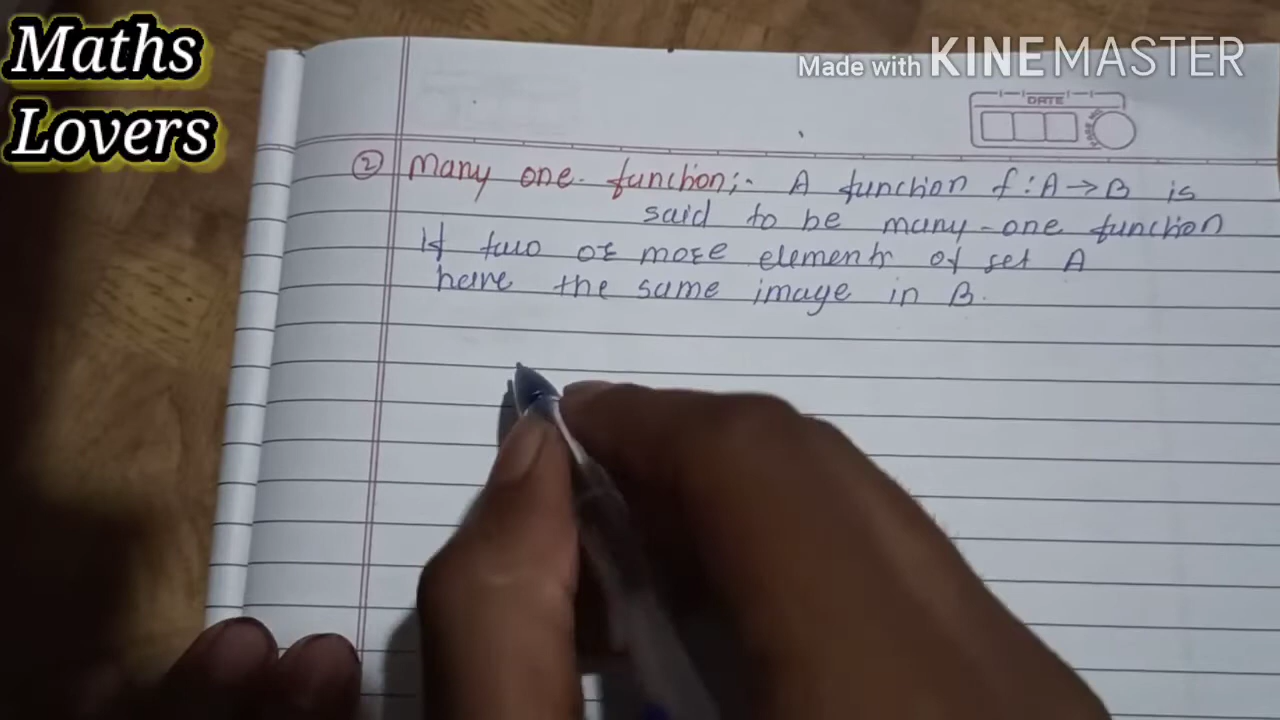 Maths
Lovers
Made with KINEMASTER
DATE
② Many one function;- A function f:A→B is
said to be many-one function
If two or more elements of set A
have the same image in B.